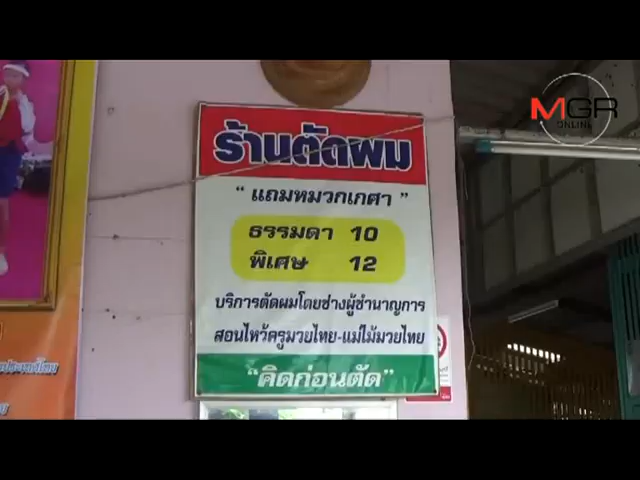 MGR
ONLINE
ร้านตัดผม
" แถมหมวกเกศา "
ธรรมดา 10
พิเศษ 12
บริการตัดผมโดยช่างผู้ชำนาญการ
สอนไหว้ครูมวยไทย-แม่ไม้มวยไทย
"คิดก่อนตัด"